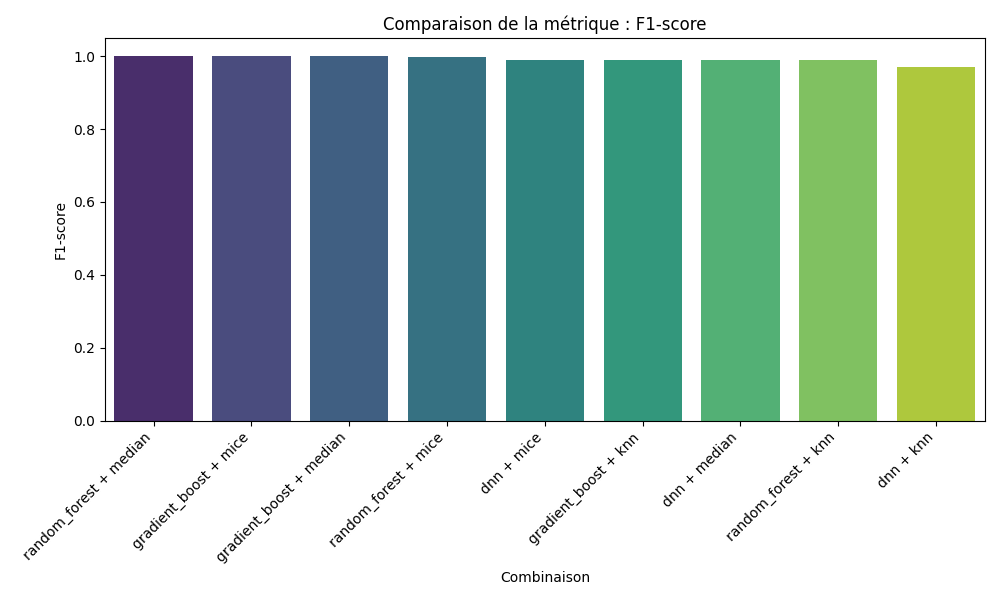 Comparaison de la métrique : F1-score
F1-score
1.0
0.8
0.6
0.4
0.2
0.0
random_forest + median
gradient_boost + mice
gradient_boost + median
random_forest + mice
dnn + mice
gradient_boost + knn
dnn + median
random_forest + knn
dnn + knn
Combinaison